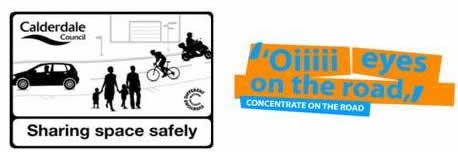 Calderdale
Council
Sharing space safely
"Oiiiii eyes
on the road,"
CONCENTRATE ON THE ROAD